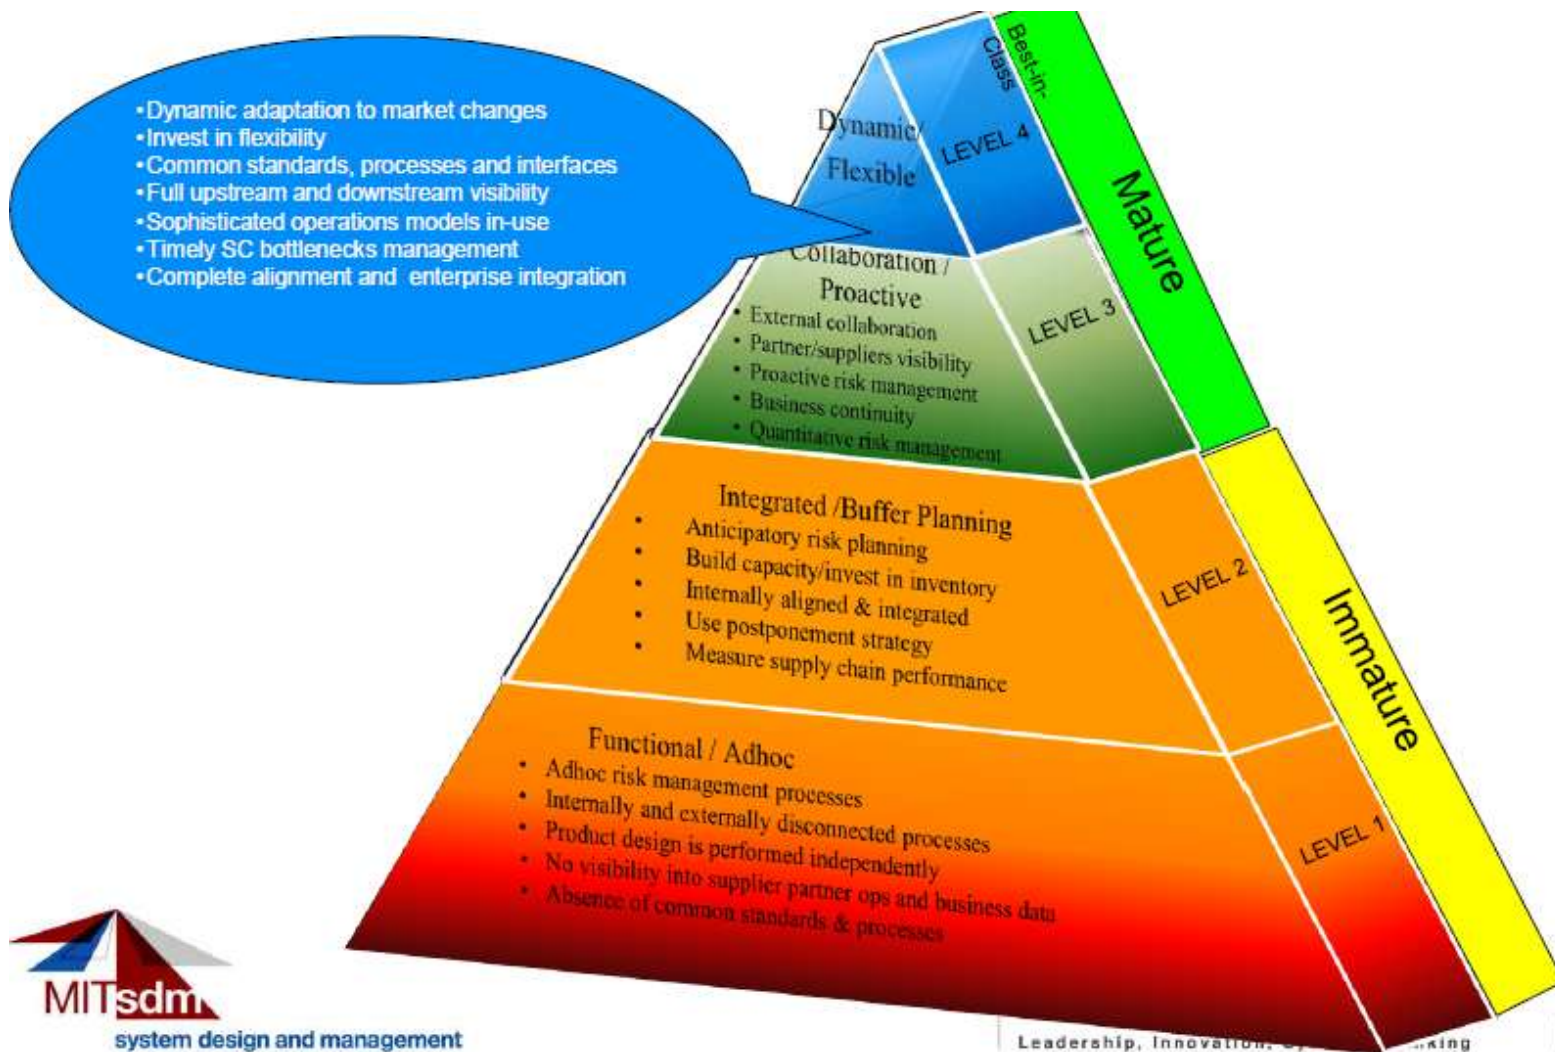 •Dynamic adaptation to market changes
•Invest in flexibility
•Common standards, processes and interfaces
•Full upstream and downstream visibility
•Sophisticated operations models in-use
•Timely SC bottlenecks management
•Complete alignment and enterprise integration
Best-in-
Class
LEVEL 4
Dynamic/
Flexible
Mature
Collaboration /
Proactive
• External collaboration
• Partner/suppliers visibility
• Proactive risk management
• Business continuity
• Quantitative risk management
LEVEL 3
Integrated /Buffer Planning
• Anticipatory risk planning
• Build capacity/invest in inventory
• Internally aligned & integrated
• Use postponement strategy
• Measure supply chain performance
LEVEL 2
Immature
Functional / Adhoc
• Adhoc risk management processes
• Internally and externally disconnected processes
• Product design is performed independently
• No visibility into supplier partner ops and business data
• Absence of common standards & processes
LEVEL 1
MITsdm
system design and management
Leadership, Innovation,